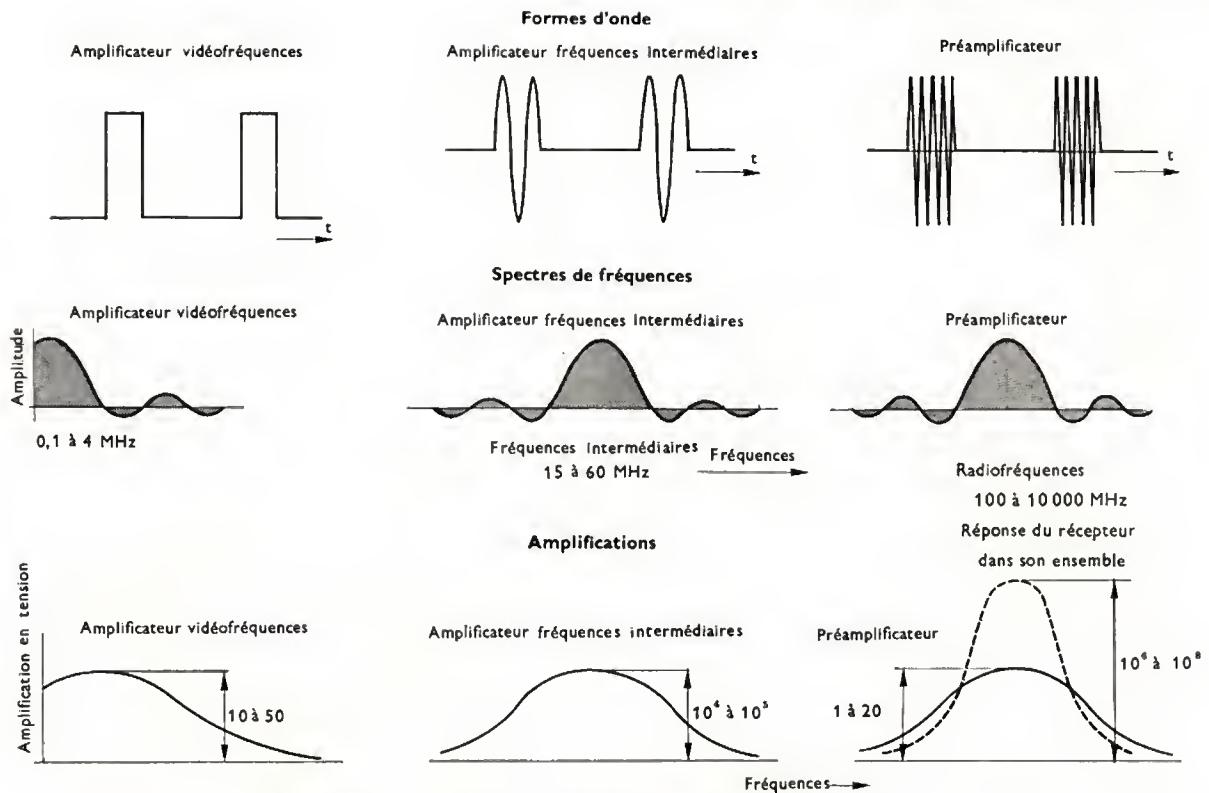 Formes d'onde
Amplificateur vidéofréquences
Amplificateur fréquences intermédiaires
Préamplificateur
t
t
t
Spectres de fréquences
Amplificateur vidéofréquences
Amplificateur fréquences intermédiaires
Préamplificateur
Amplitude
0,1 à 4 MHz
Fréquences intermédiaires
15 à 60 MHz
Fréquences
Radiofréquences
100 à 10 000 MHz
Amplifications
Réponse du récepteur
dans son ensemble
Amplification en tension
Amplificateur vidéofréquences
Amplificateur fréquences intermédiaires
Préamplificateur
10 à 50
10⁴ à 10⁵
1 à 20
10⁶ à 10⁸
Fréquences